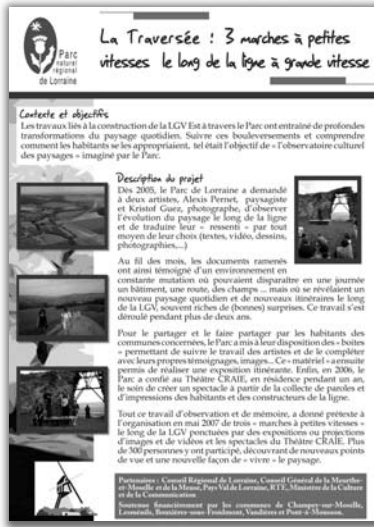 La Traversée : 3 marches à petites
vitesses le long de la ligne à grande vitesse
Parc
naturel
régional
de Lorraine
Contexte et objectifs
Les travaux liés à la construction de la LGV Est à travers le Parc ont entraîné de profondes
transformations du paysage quotidien. Suivre ces bouleversements et comprendre
comment les habitants se les appropriaient, tel était l'objectif de « l'observatoire culturel
des paysages » imaginé par le Parc.
Description du projet
Dès 2005, le Parc de Lorraine a demandé
à deux artistes, Alexis Pernet, paysagiste
et Kristof Guez, photographe, d'observer
l'évolution du paysage le long de la ligne
et de traduire leur « ressenti » par tout
moyen de leur choix (textes, vidéo, dessins,
photographies,...)
Au fil des mois, les documents ramenés
ont ainsi témoigné d'un environnement en
constante mutation où pouvaient disparaître en une journée
un bâtiment, une route, des champs ... mais où se révélaient un
nouveau paysage quotidien et de nouveaux itinéraires le long
de la LGV, souvent riches de (bonnes) surprises. Ce travail s'est
déroulé pendant plus de deux ans.
Pour le partager et le faire partager par les habitants des
communes concernées, le Parc a mis à leur disposition des « boites
» permettant de suivre le travail des artistes et de le compléter
avec leurs propres témoignages, images... Ce « matériel » a ensuite
permis de réaliser une exposition itinérante. Enfin, en 2006, le
Parc a confié au Théâtre CRAIE, en résidence pendant un an,
le soin de créer un spectacle à partir de la collecte de paroles et
d'impressions des habitants et des constructeurs de la ligne.
Tout ce travail d'observation et de mémoire, a donné prétexte à
l'organisation en mai 2007 de trois « marches à petites vitesses »
le long de la LGV ponctuées par des expositions ou projections
d'images et de vidéos et les spectacles du Théâtre CRAIE. Plus
de 300 personnes y ont participé, découvrant de nouveaux points
de vue et une nouvelle façon de « vivre » le paysage.
Partenaires : Conseil Régional de Lorraine, Conseil Général de la Meurthe-
et-Moselle et de la Meuse, Pays Val de Lorraine, RTE, Ministère de la Culture
et de la Communication
Soutenus financièrement par les communes de Champey-sur-Moselle,
Lesménils, Bouxières-sous-Froidmont, Vandières et Pont-à-Mousson.